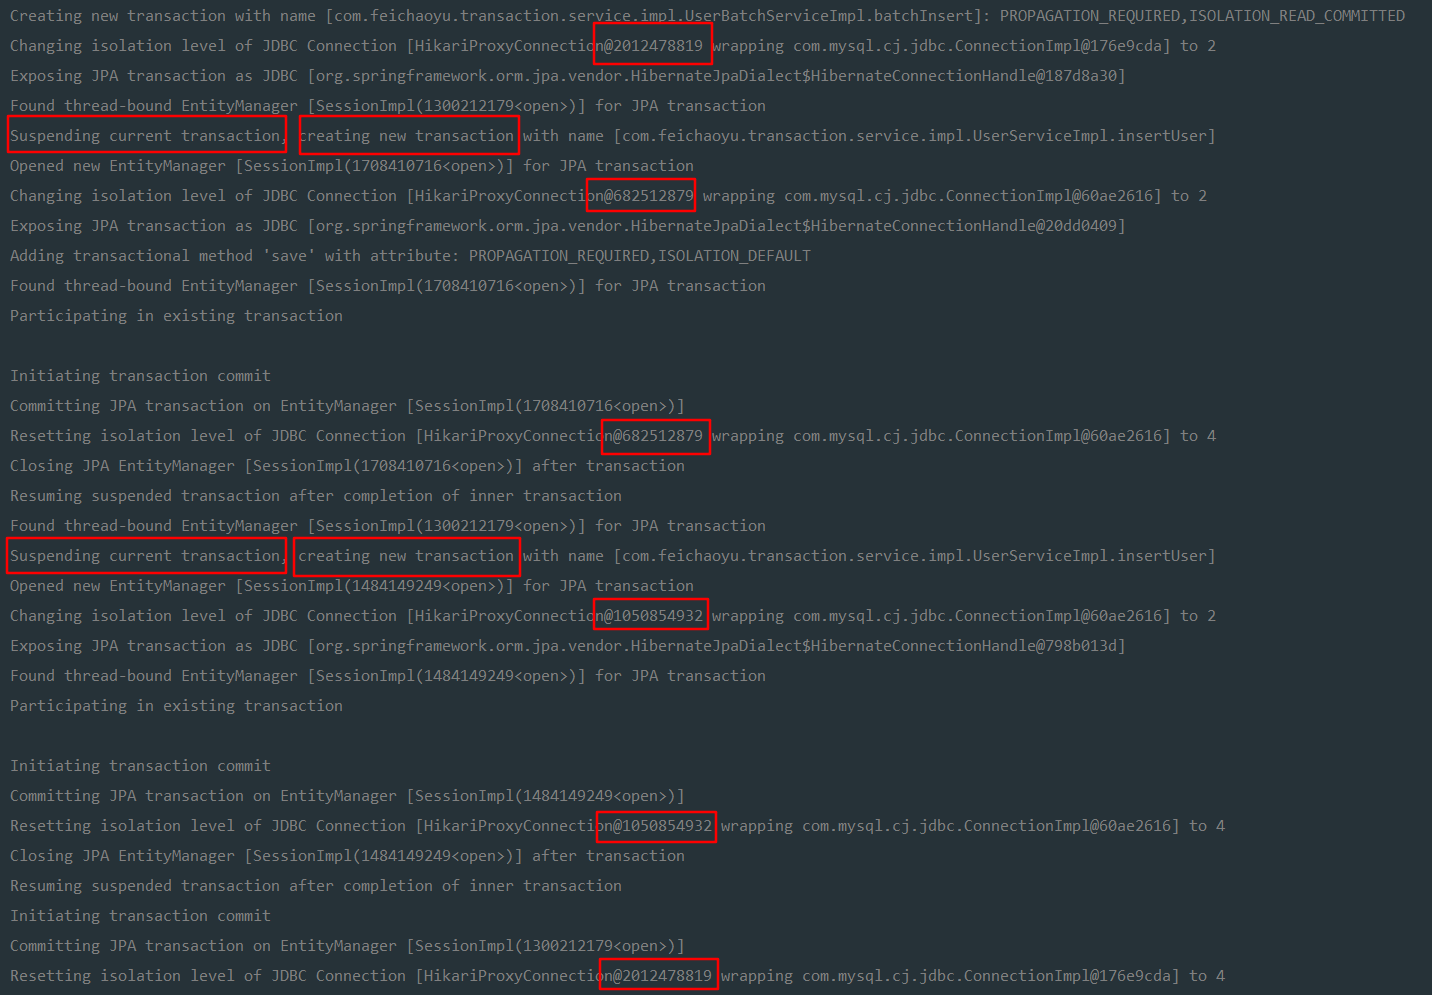 Creating new transaction with name [com.feichaoyu.transaction.service.impl.UserBatchServiceImpl.batchInsert]: PROPAGATION_REQUIRED,ISOLATION_READ_COMMITTED
Changing isolation level of JDBC Connection [HikariProxyConnection@2012478819 wrapping com.mysql.cj.jdbc.ConnectionImpl@176e9cda] to 2
Exposing JPA transaction as JDBC [org.springframework.orm.jpa.vendor.HibernateJpaDialect$HibernateConnectionHandle@187d8a30]
Found thread-bound EntityManager [SessionImpl(1300212179<open>)] for JPA transaction
Suspending current transaction, creating new transaction with name [com.feichaoyu.transaction.service.impl.UserServiceImpl.insertUser]
Opened new EntityManager [SessionImpl(1708410716<open>)] for JPA transaction
Changing isolation level of JDBC Connection [HikariProxyConnection@682512879 wrapping com.mysql.cj.jdbc.ConnectionImpl@60ae2616] to 2
Exposing JPA transaction as JDBC [org.springframework.orm.jpa.vendor.HibernateJpaDialect$HibernateConnectionHandle@20dd0409]
Adding transactional method 'save' with attribute: PROPAGATION_REQUIRED,ISOLATION_DEFAULT
Found thread-bound EntityManager [SessionImpl(1708410716<open>)] for JPA transaction
Participating in existing transaction
Initiating transaction commit
Committing JPA transaction on EntityManager [SessionImpl(1708410716<open>)]
Resetting isolation level of JDBC Connection [HikariProxyConnection@682512879 wrapping com.mysql.cj.jdbc.ConnectionImpl@60ae2616] to 4
Closing JPA EntityManager [SessionImpl(1708410716<open>)] after transaction
Resuming suspended transaction after completion of inner transaction
Found thread-bound EntityManager [SessionImpl(1300212179<open>)] for JPA transaction
Suspending current transaction, creating new transaction with name [com.feichaoyu.transaction.service.impl.UserServiceImpl.insertUser]
Opened new EntityManager [SessionImpl(1484149249<open>)] for JPA transaction
Changing isolation level of JDBC Connection [HikariProxyConnection@1050854932 wrapping com.mysql.cj.jdbc.ConnectionImpl@60ae2616] to 2
Exposing JPA transaction as JDBC [org.springframework.orm.jpa.vendor.HibernateJpaDialect$HibernateConnectionHandle@798b013d]
Found thread-bound EntityManager [SessionImpl(1484149249<open>)] for JPA transaction
Participating in existing transaction
Initiating transaction commit
Committing JPA transaction on EntityManager [SessionImpl(1484149249<open>)]
Resetting isolation level of JDBC Connection [HikariProxyConnection@1050854932 wrapping com.mysql.cj.jdbc.ConnectionImpl@60ae2616] to 4
Closing JPA EntityManager [SessionImpl(1484149249<open>)] after transaction
Resuming suspended transaction after completion of inner transaction
Initiating transaction commit
Committing JPA transaction on EntityManager [SessionImpl(1300212179<open>)]
Resetting isolation level of JDBC Connection [HikariProxyConnection@2012478819 wrapping com.mysql.cj.jdbc.ConnectionImpl@176e9cda] to 4